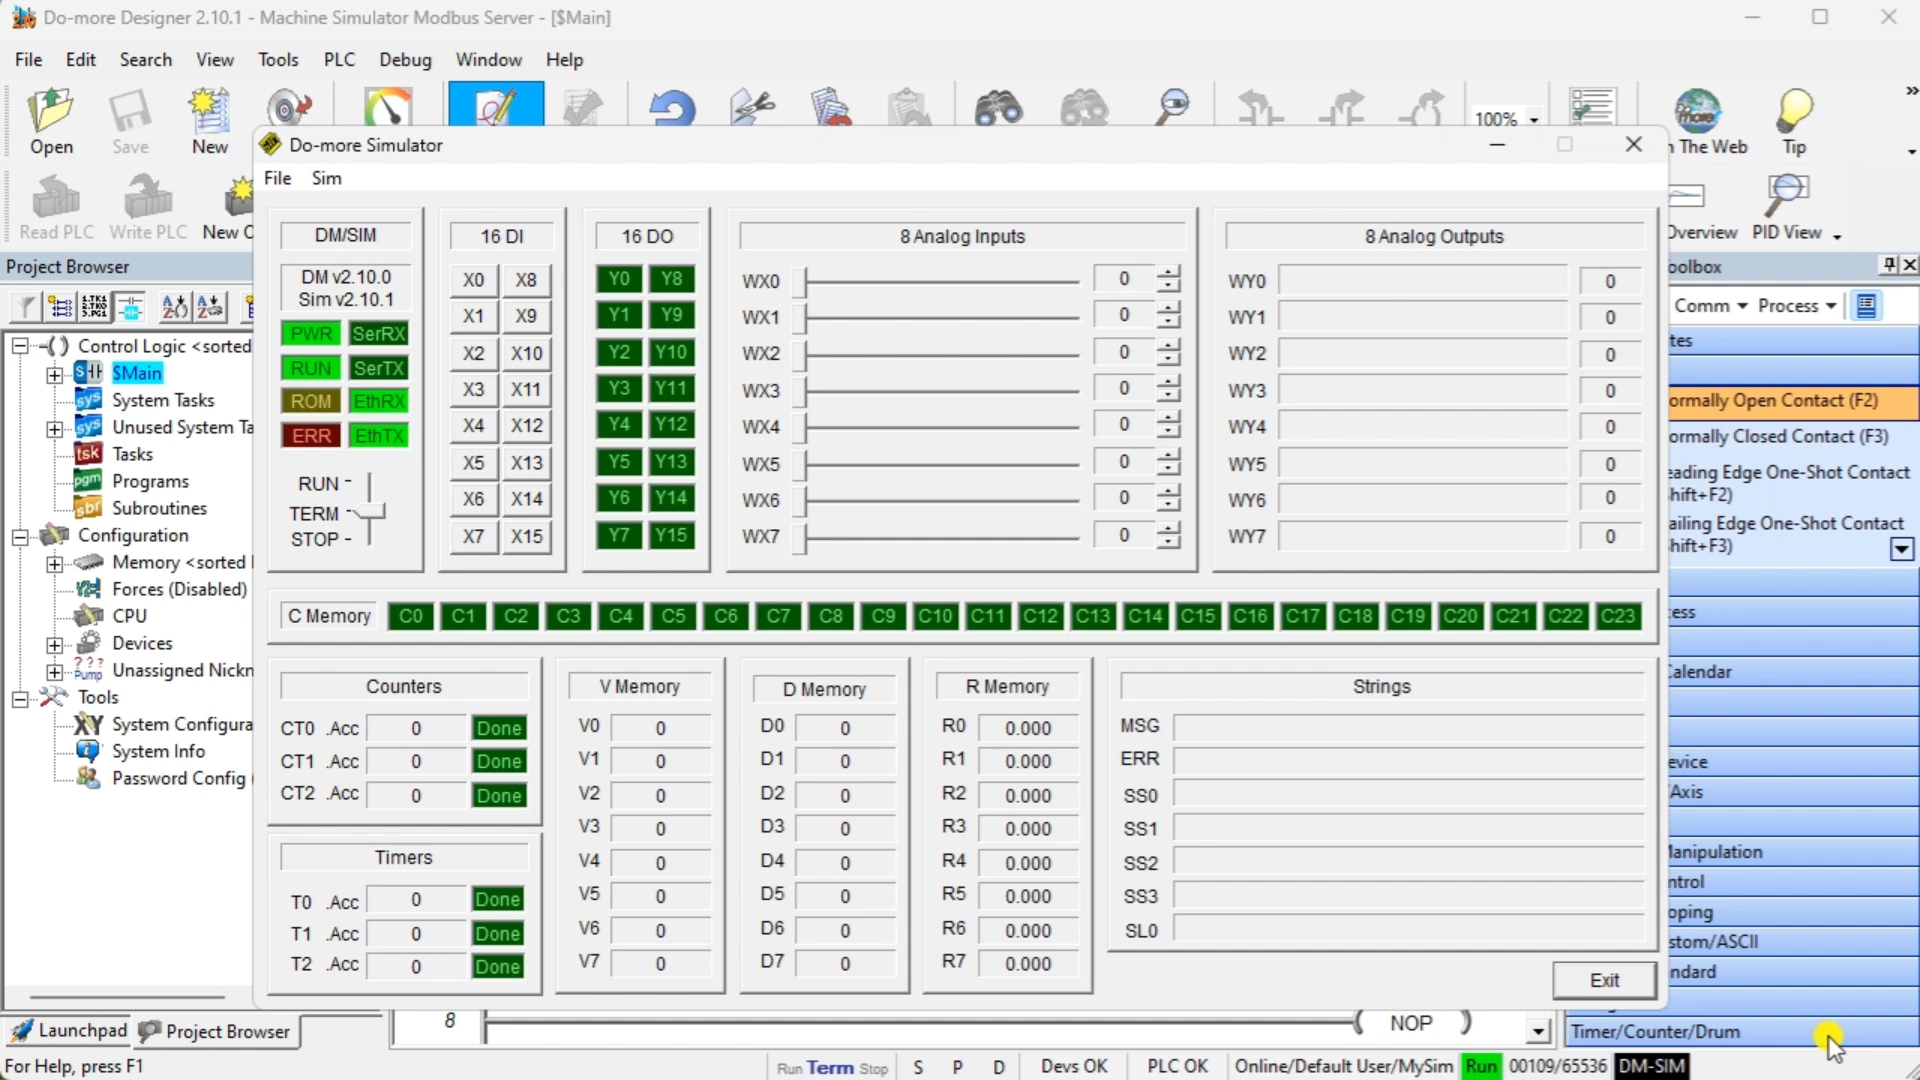 Do-more Designer 2.10.1 - Machine Simulator Modbus Server - [$Main]
File Edit Search View Tools PLC Debug Window Help
Open Save New 100% The Web Tip
Read PLC Write PLC New Overview PID View
Project Browser
Control Logic <sorted
$Main
System Tasks
Unused System Ta
Tasks
Programs
Subroutines
Configuration
Memory <sorted
Forces (Disabled)
CPU
Devices
Unassigned Nickn
Tools
System Configura
System Info
Password Config
Launchpad Project Browser
Do-more Simulator
File Sim
DM/SIM
DM v2.10.0
Sim v2.10.1
PWR SerRX
RUN SerTX
ROM EthRX
ERR EthTX
RUN -
TERM -
STOP -
16 DI
X0 X8
X1 X9
X2 X10
X3 X11
X4 X12
X5 X13
X6 X14
X7 X15
16 DO
Y0 Y8
Y1 Y9
Y2 Y10
Y3 Y11
Y4 Y12
Y5 Y13
Y6 Y14
Y7 Y15
8 Analog Inputs
WX0 0
WX1 0
WX2 0
WX3 0
WX4 0
WX5 0
WX6 0
WX7 0
8 Analog Outputs
WY0 0
WY1 0
WY2 0
WY3 0
WY4 0
WY5 0
WY6 0
WY7 0
C Memory C0 C1 C2 C3 C4 C5 C6 C7 C8 C9 C10 C11 C12 C13 C14 C15 C16 C17 C18 C19 C20 C21 C22 C23
Counters
CT0 .Acc 0 Done
CT1 .Acc 0 Done
CT2 .Acc 0 Done
Timers
T0 .Acc 0 Done
T1 .Acc 0 Done
T2 .Acc 0 Done
V Memory
V0 0
V1 0
V2 0
V3 0
V4 0
V5 0
V6 0
V7 0
D Memory
D0 0
D1 0
D2 0
D3 0
D4 0
D5 0
D6 0
D7 0
R Memory
R0 0.000
R1 0.000
R2 0.000
R3 0.000
R4 0.000
R5 0.000
R6 0.000
R7 0.000
Strings
MSG
ERR
SS0
SS1
SS2
SS3
SL0
Exit
oolbox
Comm Process
tes
ormally Open Contact (F2)
ormally Closed Contact (F3)
eading Edge One-Shot Contact
hift+F2)
ailing Edge One-Shot Contact
hift+F3)
ess
Calendar
evice
/Axis
Manipulation
ntrol
oping
stom/ASCII
ndard
Timer/Counter/Drum
8 NOP
For Help, press F1 Run Term Stop S P D Devs OK PLC OK Online/Default User/MySim Run 00109/65536 DM-SIM